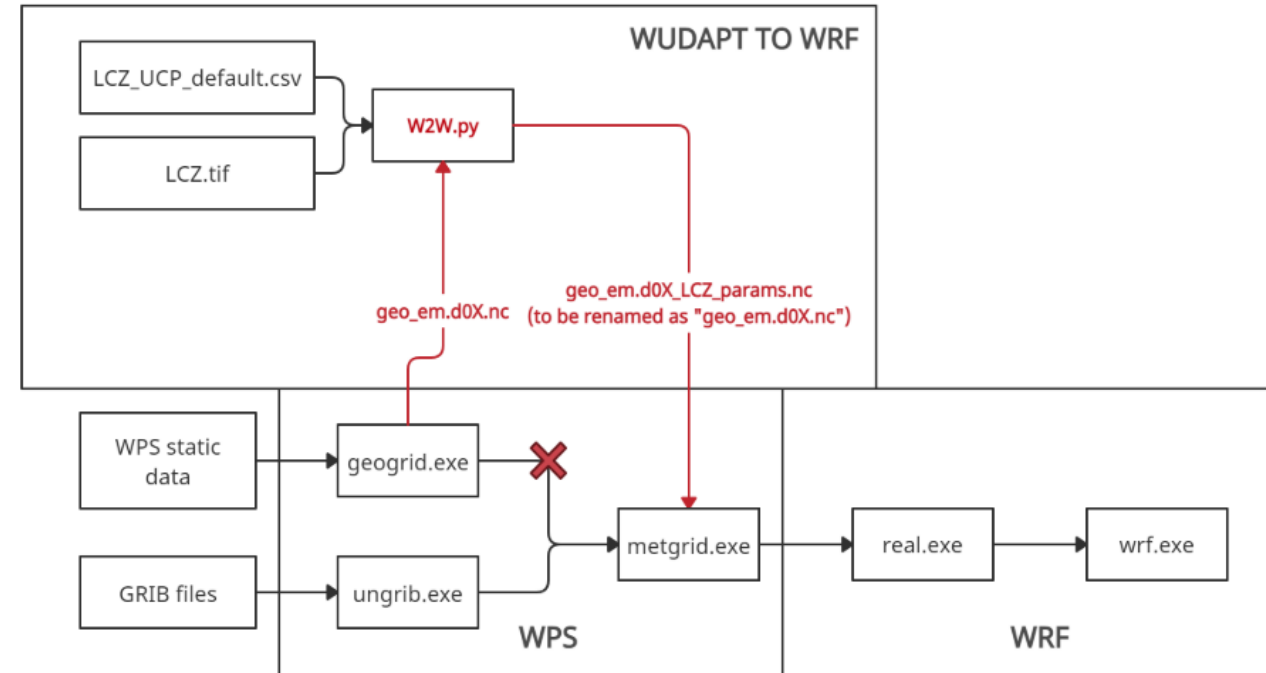 WUDAPT TO WRF
LCZ_UCP_default.csv
W2W.py
LCZ.tif
geo_em.d0X.nc
geo_em.d0X_LCZ_params.nc
(to be renamed as "geo_em.d0X.nc")
WPS static
data
geogrid.exe
metgrid.exe
real.exe
wrf.exe
GRIB files
ungrib.exe
WPS
WRF